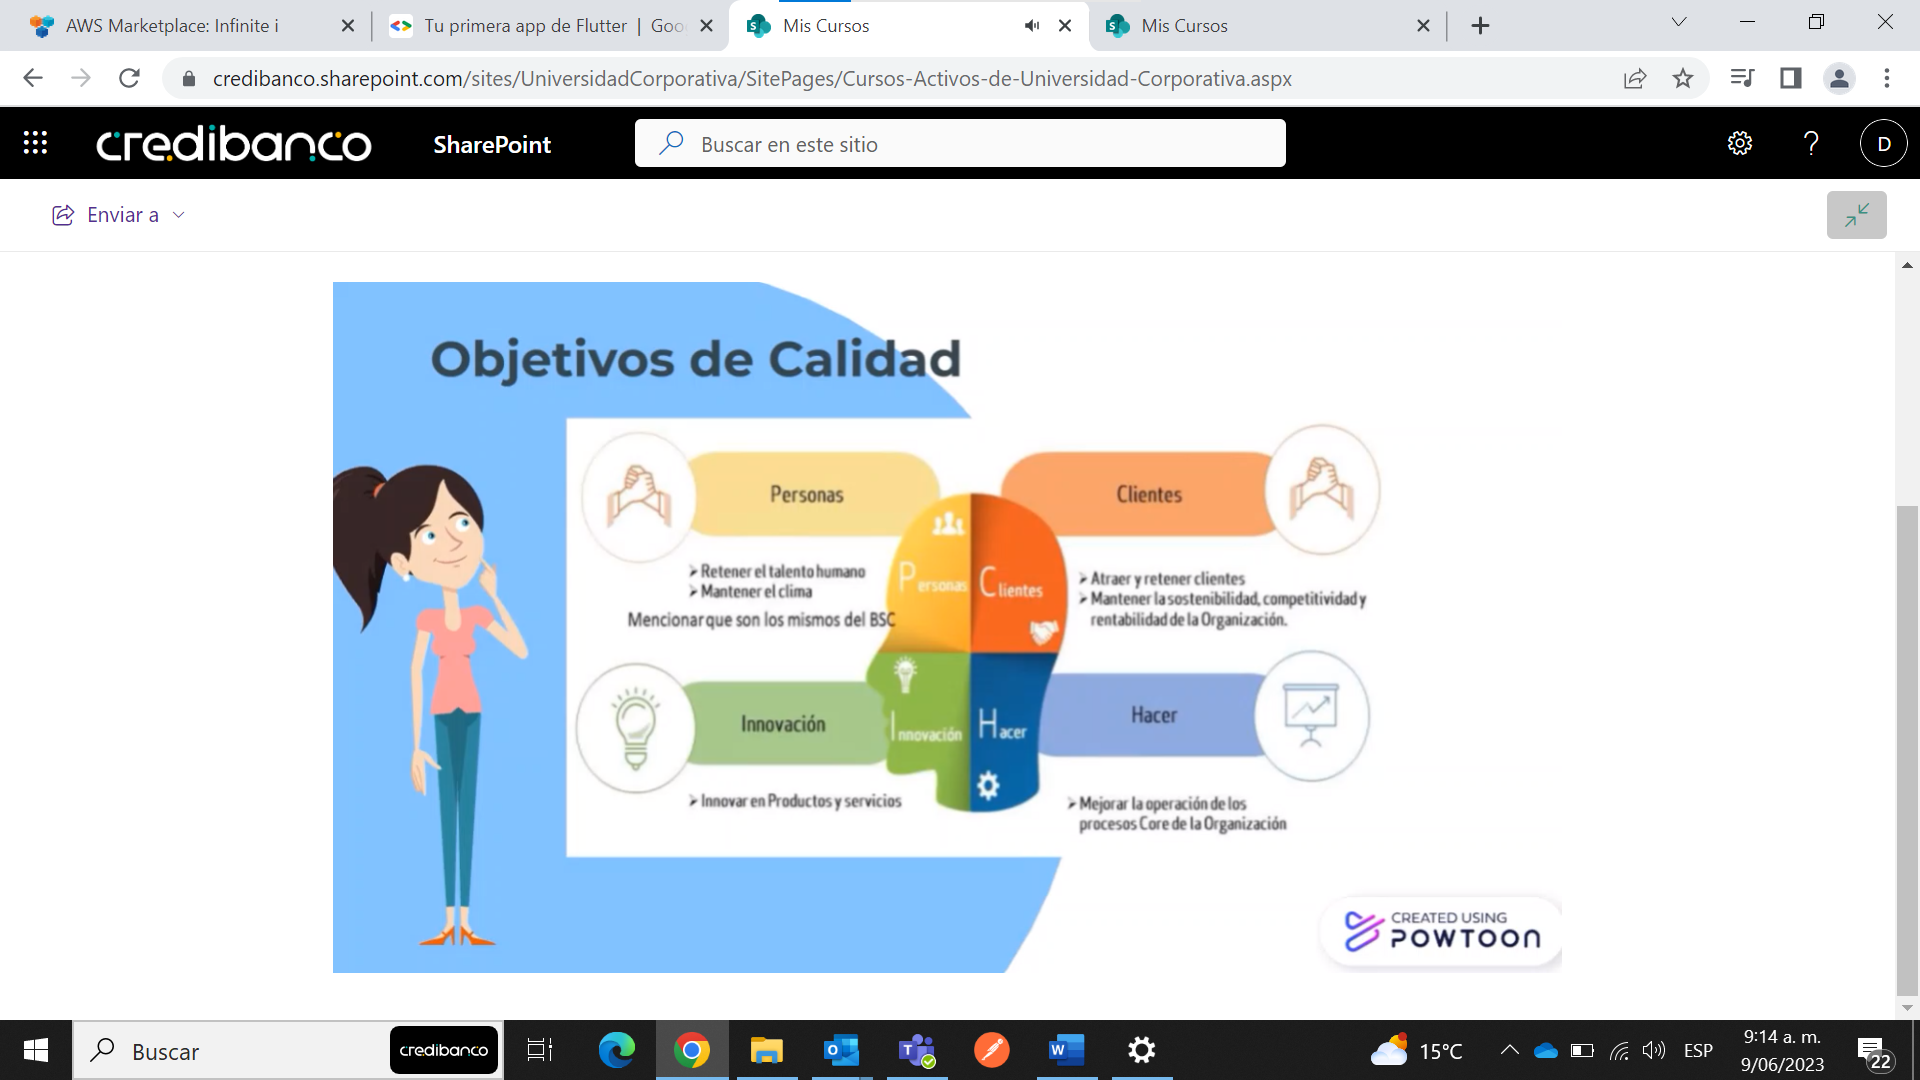 AWS Marketplace: Infinite i
Tu primera app de Flutter | Goo
Mis Cursos
Mis Cursos
credibanco.sharepoint.com/sites/UniversidadCorporativa/SitePages/Cursos-Activos-de-Universidad-Corporativa.aspx
credibanco
SharePoint
Buscar en este sitio
?
D
Enviar a
Objetivos de Calidad
Personas
Clientes
➢ Retener el talento humano
➢ Mantener el clima
Mencionar que son los mismos del BSC
Personas
Clientes
➢ Atraer y retener clientes
➢ Mantener la sostenibilidad, competitividad y
rentabilidad de la Organización.
Innovación
Hacer
Innovación
Hacer
➢ Innovar en Productos y servicios
➢ Mejorar la operación de los
procesos Core de la Organización
CREATED USING
POWTOON
Buscar
credibanco
15°C
ESP
9:14 a. m.
9/06/2023
22